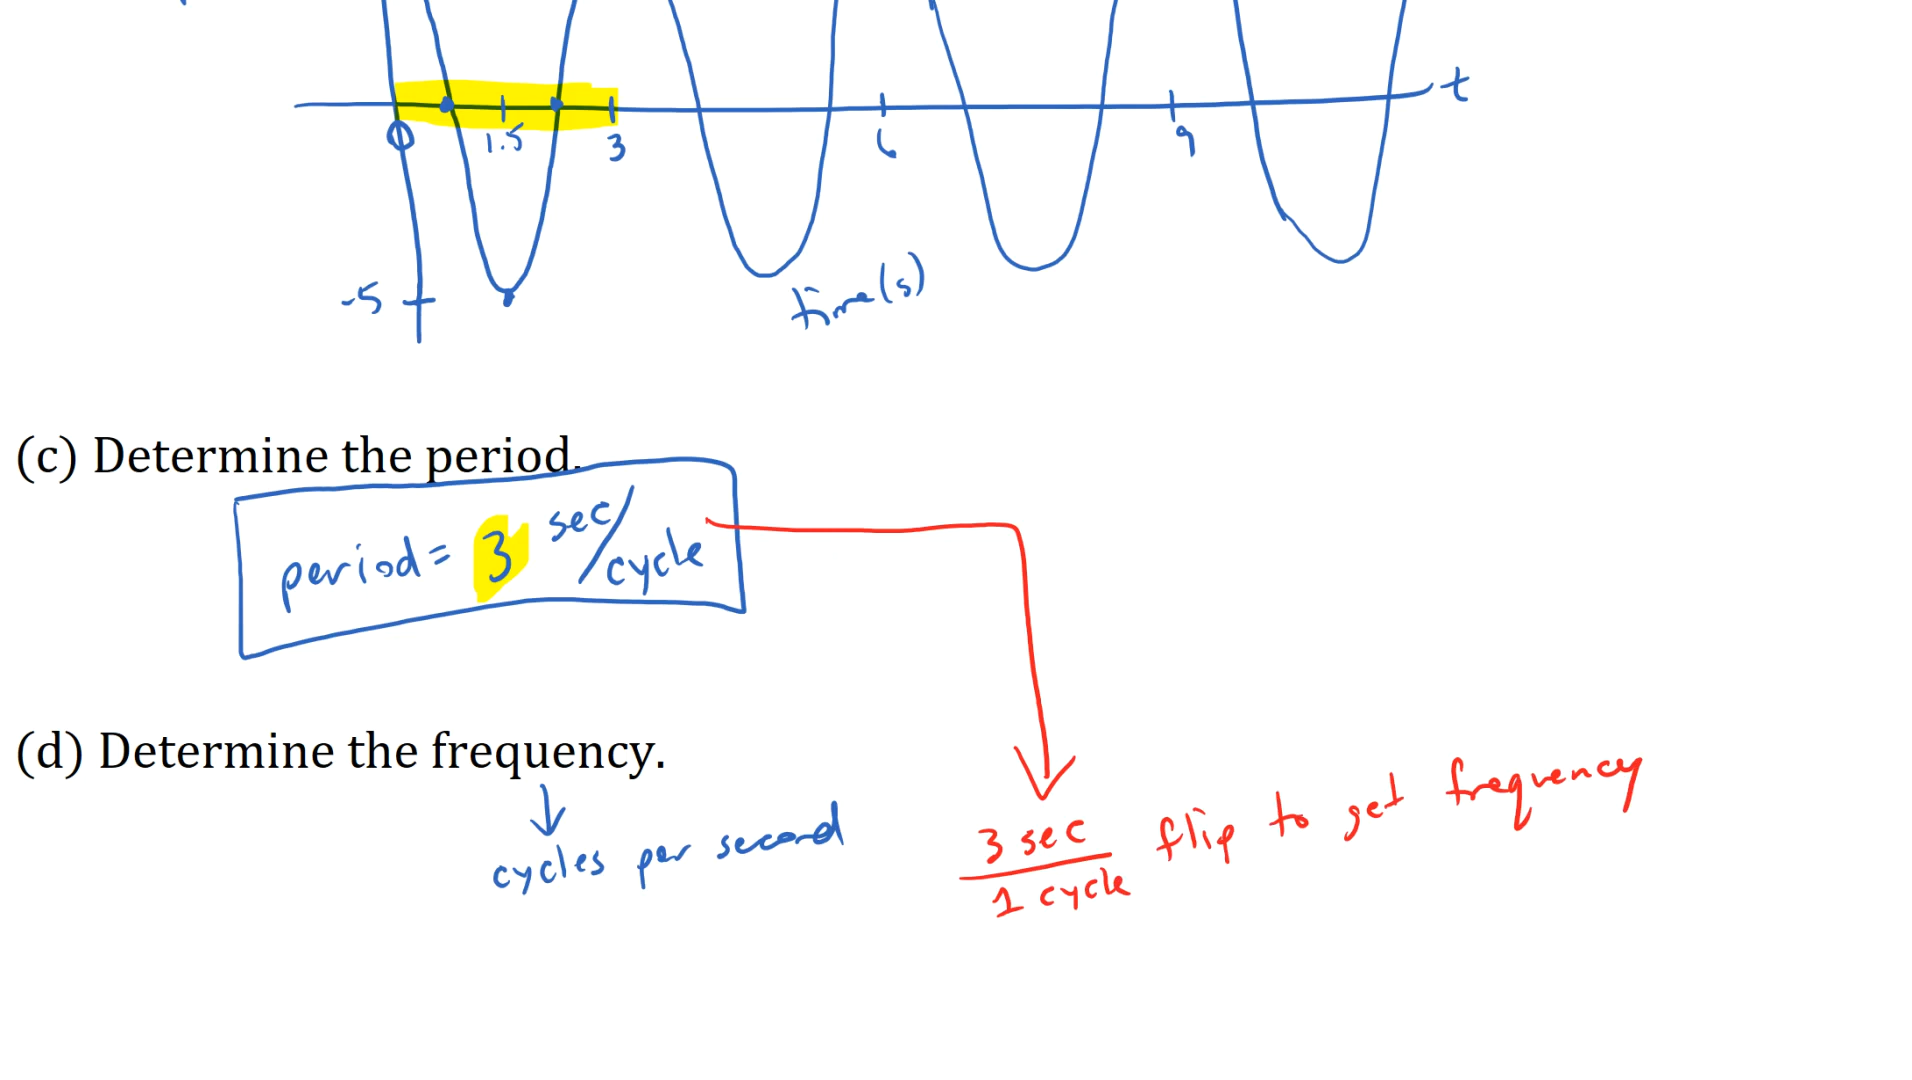 t
0 1.5 3 6 9
-5
time(s)
(c) Determine the period.
period = 3 sec/cycle
(d) Determine the frequency.
cycles per second
3 sec
1 cycle
flip to get frequency